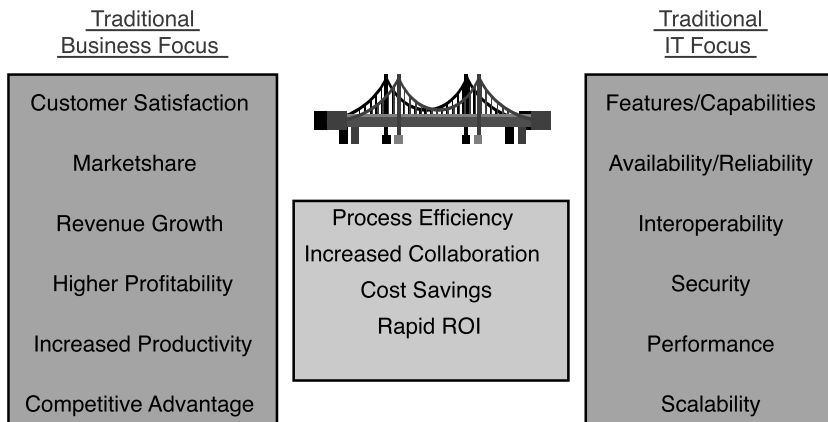 Traditional
Business Focus
Customer Satisfaction
Marketshare
Revenue Growth
Higher Profitability
Increased Productivity
Competitive Advantage
Process Efficiency
Increased Collaboration
Cost Savings
Rapid ROI
Traditional
IT Focus
Features/Capabilities
Availability/Reliability
Interoperability
Security
Performance
Scalability